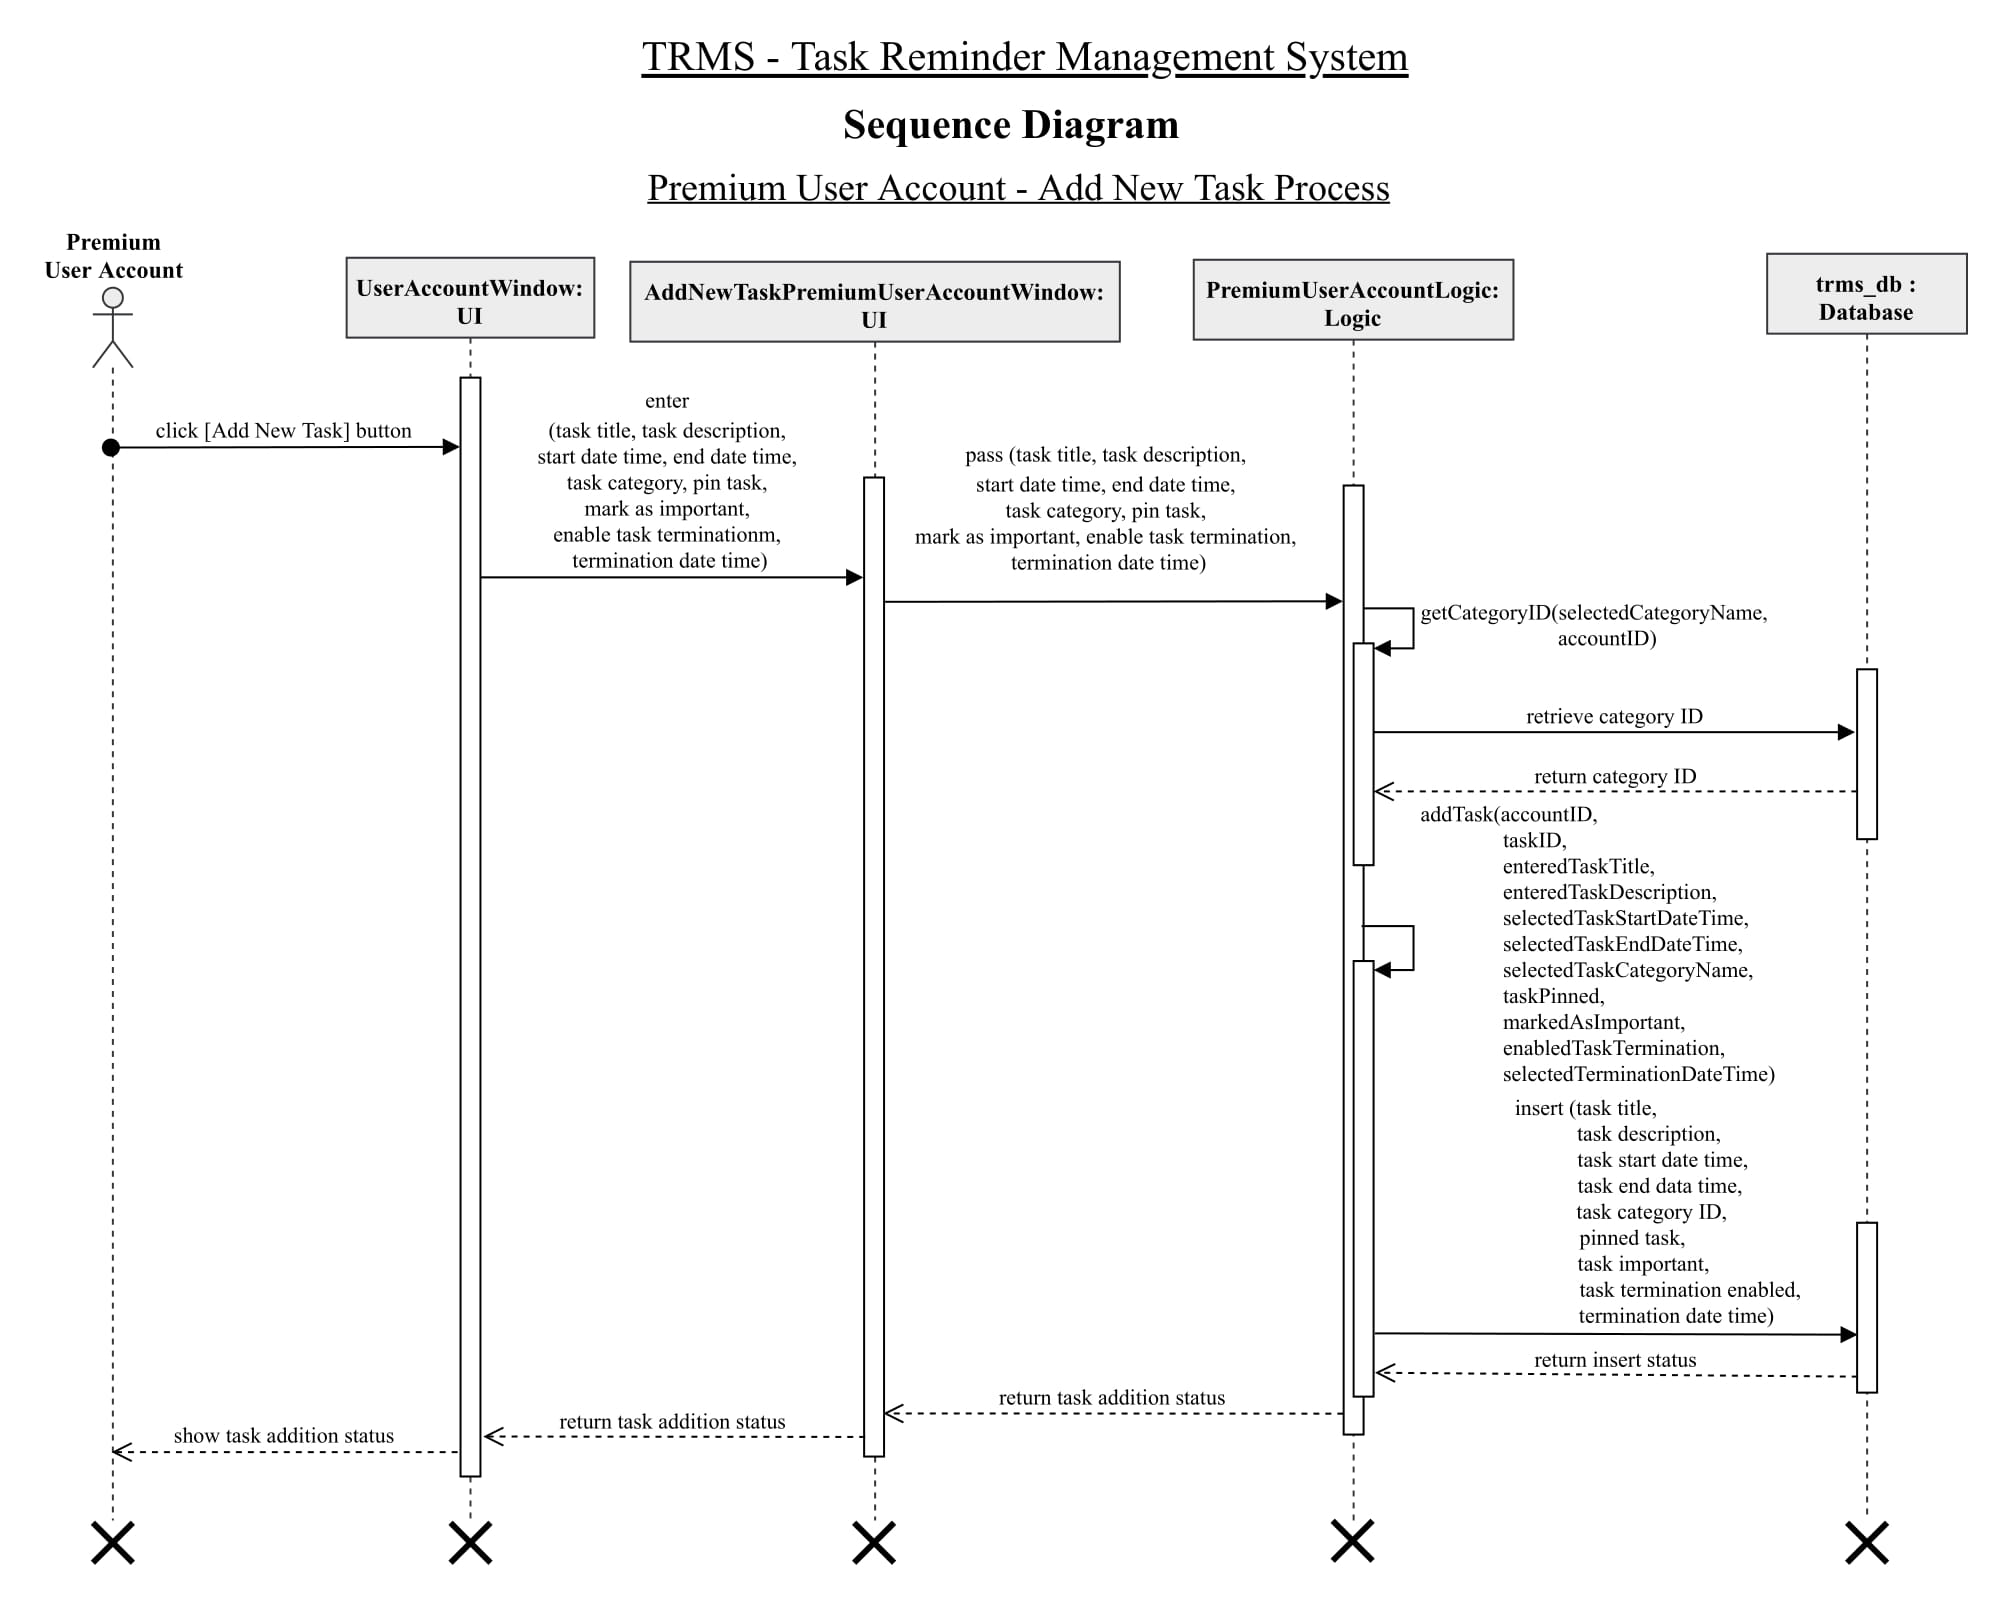 TRMS - Task Reminder Management System
Sequence Diagram
Premium User Account - Add New Task Process
Premium
User Account
UserAccountWindow:
UI
AddNewTaskPremiumUserAccountWindow:
UI
PremiumUserAccountLogic:
Logic
trms_db :
Database
click [Add New Task] button
enter
(task title, task description,
start date time, end date time,
task category, pin task,
mark as important,
enable task terminationm,
termination date time)
pass (task title, task description,
start date time, end date time,
task category, pin task,
mark as important, enable task termination,
termination date time)
getCategoryID(selectedCategoryName,
accountID)
retrieve category ID
return category ID
addTask(accountID,
taskID,
enteredTaskTitle,
enteredTaskDescription,
selectedTaskStartDateTime,
selectedTaskEndDateTime,
selectedTaskCategoryName,
taskPinned,
markedAsImportant,
enabledTaskTermination,
selectedTerminationDateTime)
insert (task title,
task description,
task start date time,
task end data time,
task category ID,
pinned task,
task important,
task termination enabled,
termination date time)
return insert status
return task addition status
return task addition status
show task addition status